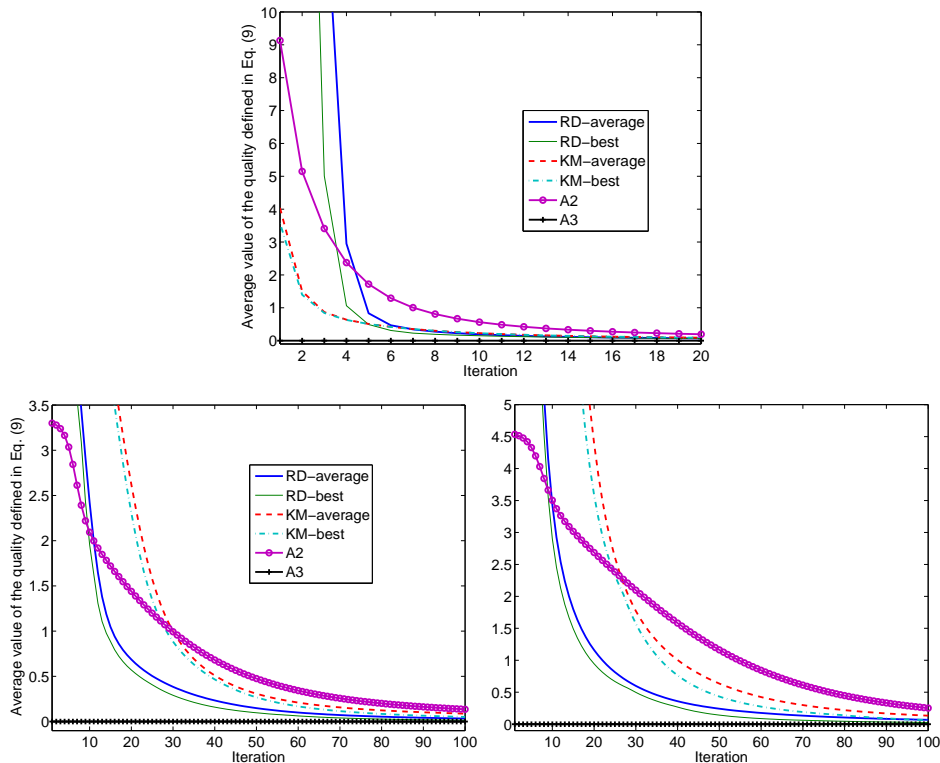 Average value of the quality defined in Eq. (9)
10
9
8
7
6
5
4
3
2
1
0
RD−average
RD−best
KM−average
KM−best
A2
A3
2 4 6 8 10 12 14 16 18 20
Iteration
Average value of the quality defined in Eq. (9)
3.5
3
2.5
2
1.5
1
0.5
0
RD−average
RD−best
KM−average
KM−best
A2
A3
10 20 30 40 50 60 70 80 90 100
Iteration
5
4.5
4
3.5
3
2.5
2
1.5
1
0.5
0
10 20 30 40 50 60 70 80 90 100
Iteration